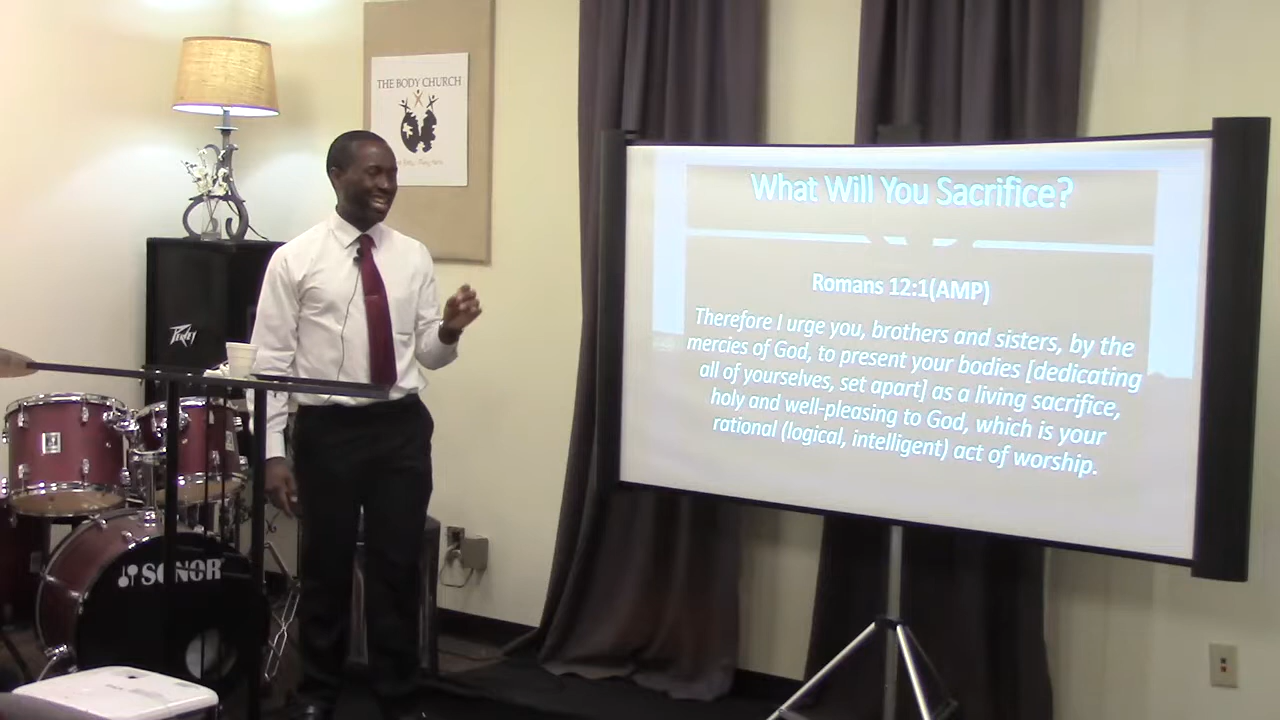 THE BODY CHURCH
What Will You Sacrifice?
Romans 12:1(AMP)
Therefore I urge you, brothers and sisters, by the
mercies of God, to present your bodies [dedicating
all of yourselves, set apart] as a living sacrifice,
holy and well-pleasing to God, which is your
rational (logical, intelligent) act of worship.
Peavey
SONOR